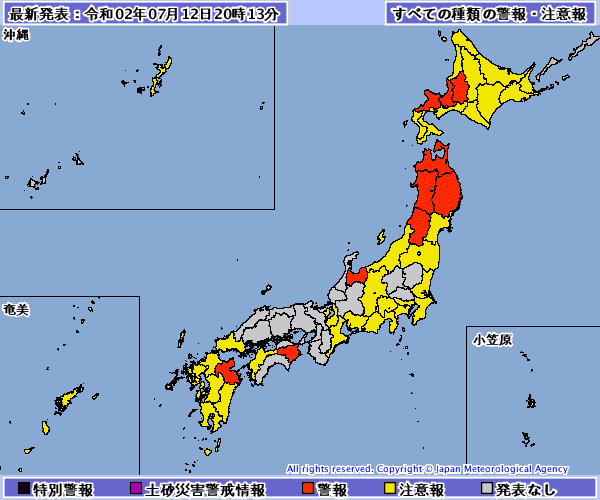 最新発表：令和02年07月12日20時13分
すべての種類の警報・注意報
沖縄
奄美
小笠原
All rights reserved. Copyright © Japan Meteorological Agency
特別警報 土砂災害警戒情報 警報 注意報 発表なし